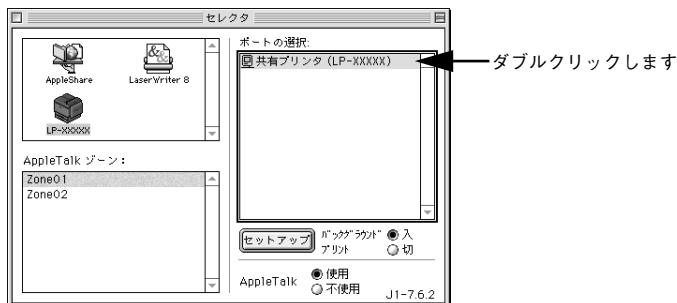 セレクタ
AppleShare
LaserWriter 8
LP-XXXXX
AppleTalk ゾーン：
Zone01
Zone02
ポートの選択:
共有プリンタ (LP-XXXXX)
ダブルクリックします
セットアップ
ﾊﾞｯｸｸﾞﾗｳﾝﾄﾞ
ﾌﾟﾘﾝﾄ
入
切
AppleTalk
使用
不使用
J1-7.6.2